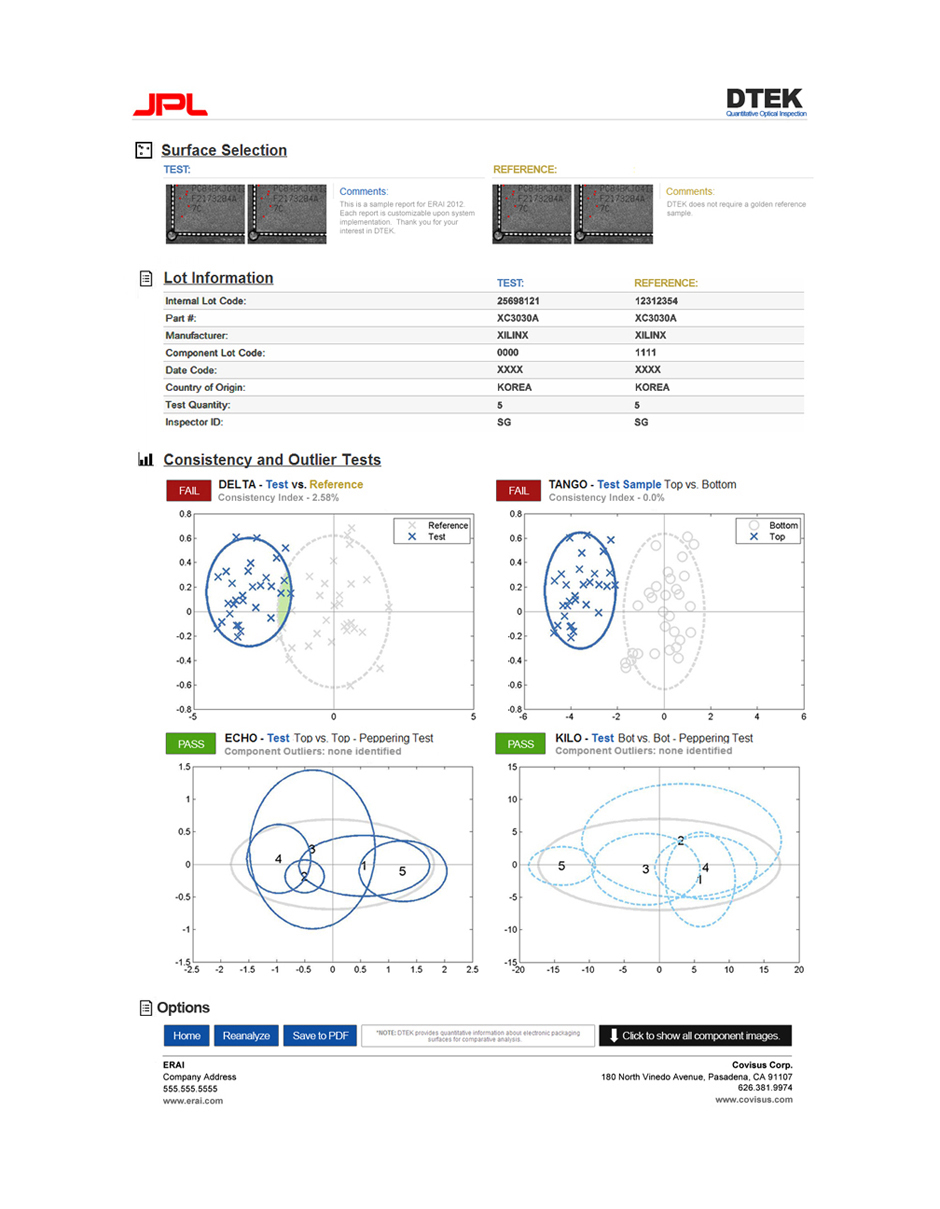 JPL
DTEK
Quantitative Optical Inspection
Surface Selection
TEST:
REFERENCE:
PC84BMJ041
F2173204A
7C
PC84BMJ041
F2173204A
7C
PC84BMJ041
F2173204A
7C
PC84BMJ041
F2173204A
7C
Comments:
This is a sample report for ERAI 2012.
Each report is customizable upon system
implementation. Thank you for your
interest in DTEK.
Comments:
DTEK does not require a golden reference
sample.
Lot Information
TEST: REFERENCE:
Internal Lot Code: 25698121 12312354
Part #: XC3030A XC3030A
Manufacturer: XILINX XILINX
Component Lot Code: 0000 1111
Date Code: XXXX XXXX
Country of Origin: KOREA KOREA
Test Quantity: 5 5
Inspector ID: SG SG
Consistency and Outlier Tests
FAIL
DELTA - Test vs. Reference
Consistency Index - 2.58%
0.8
0.6
0.4
0.2
0
-0.2
-0.4
-0.6
-0.8
-5 0 5
Reference
Test
FAIL
TANGO - Test Sample Top vs. Bottom
Consistency Index - 0.0%
0.8
0.6
0.4
0.2
0
-0.2
-0.4
-0.6
-0.8
-6 -4 -2 0 2 4 6
Bottom
Top
PASS
ECHO - Test Top vs. Top - Peppering Test
Component Outliers: none identified
1.5
1
0.5
0
-0.5
-1
-1.5
-2.5 -2 -1.5 -1 -0.5 0 0.5 1 1.5 2 2.5
4
3
2
1
5
PASS
KILO - Test Bot vs. Bot - Peppering Test
Component Outliers: none identified
15
10
5
0
-5
-10
-15
-20 -15 -10 -5 0 5 10 15 20
5
3
2
4
1
Options
Home
Reanalyze
Save to PDF
*NOTE: DTEK provides quantitative information about electronic packaging
surfaces for comparative analysis.
Click to show all component images.
ERAI
Company Address
555.555.5555
www.erai.com
Covisus Corp.
180 North Vinedo Avenue, Pasadena, CA 91107
626.381.9974
www.covisus.com